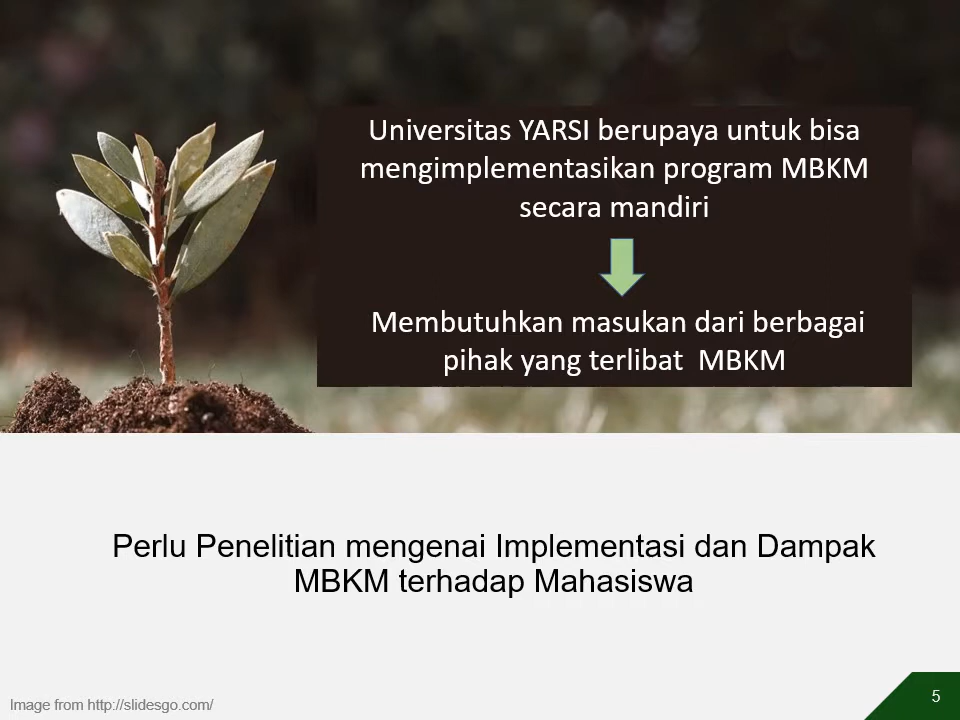 Universitas YARSI berupaya untuk bisa
mengimplementasikan program MBKM
secara mandiri
Membutuhkan masukan dari berbagai
pihak yang terlibat  MBKM
Perlu Penelitian mengenai Implementasi dan Dampak
MBKM terhadap Mahasiswa
Image from http://slidesgo.com/
5